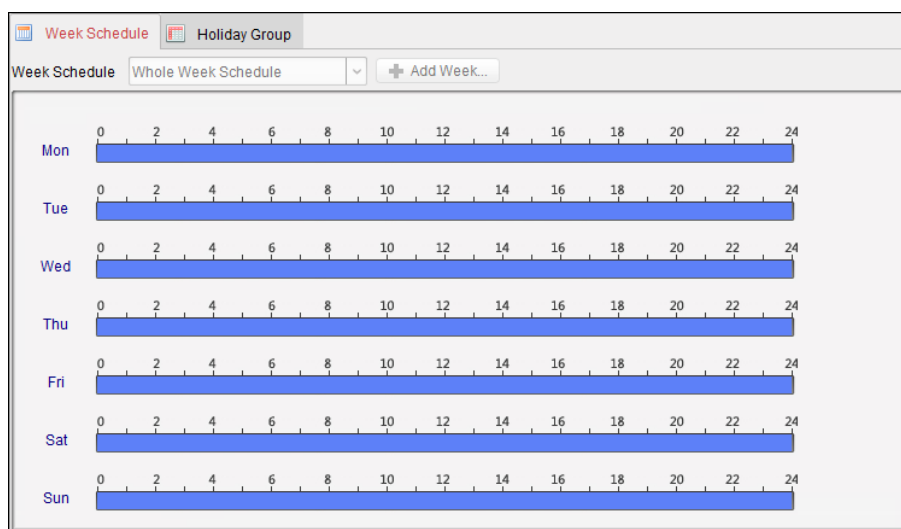 Week Schedule Holiday Group
Week Schedule Whole Week Schedule Add Week...
0 2 4 6 8 10 12 14 16 18 20 22 24
Mon
0 2 4 6 8 10 12 14 16 18 20 22 24
Tue
0 2 4 6 8 10 12 14 16 18 20 22 24
Wed
0 2 4 6 8 10 12 14 16 18 20 22 24
Thu
0 2 4 6 8 10 12 14 16 18 20 22 24
Fri
0 2 4 6 8 10 12 14 16 18 20 22 24
Sat
0 2 4 6 8 10 12 14 16 18 20 22 24
Sun